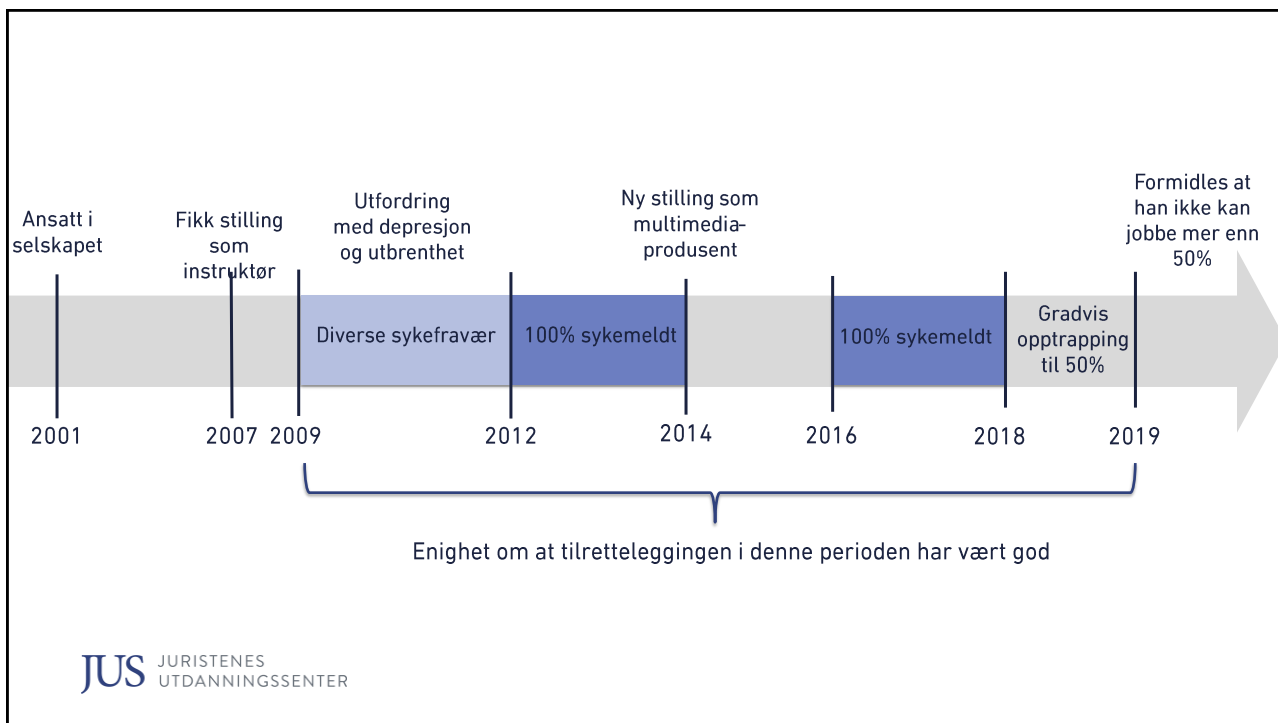 Ansatt i
selskapet
Fikk stilling
som
instruktør
Utfordring
med depresjon
og utbrenthet
Ny stilling som
multimedia-
produsent
Formidles at
han ikke kan
jobbe mer enn
50%
Diverse sykefravær
100% sykemeldt
100% sykemeldt
Gradvis
opptrapping
til 50%
2001
2007
2009
2012
2014
2016
2018
2019
Enighet om at tilretteleggingen i denne perioden har vært god
JUS
JURISTENES
UTDANNINGSSENTER